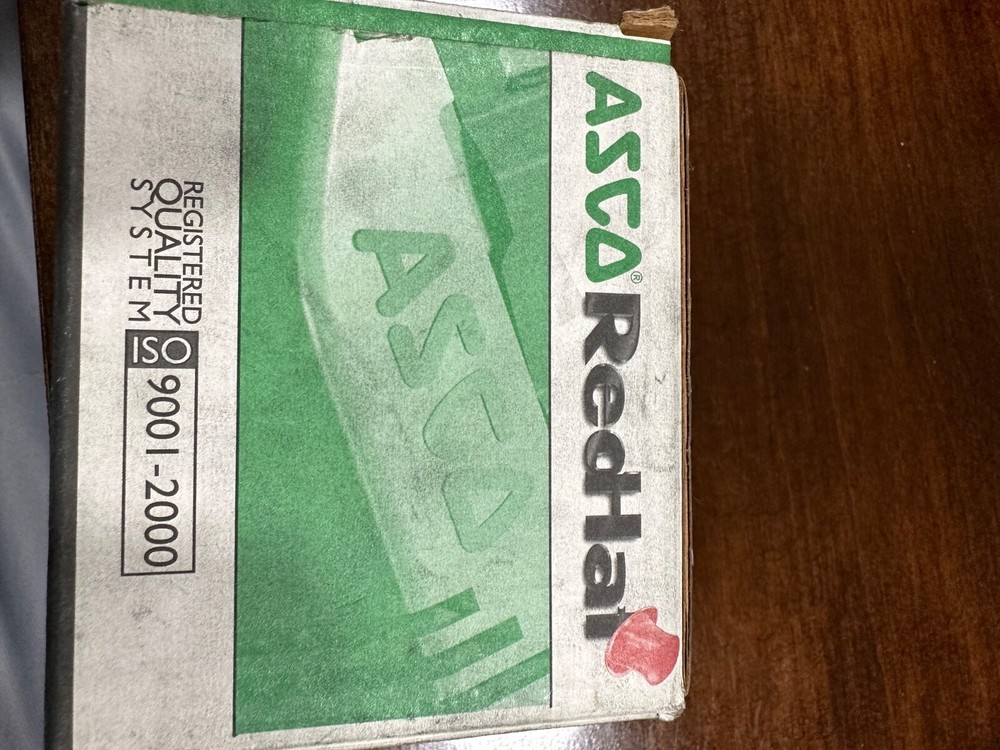 ASCO® RedHat
ASCO
REGISTERED
QUALITY
SYSTEM
ISO 9001-2000